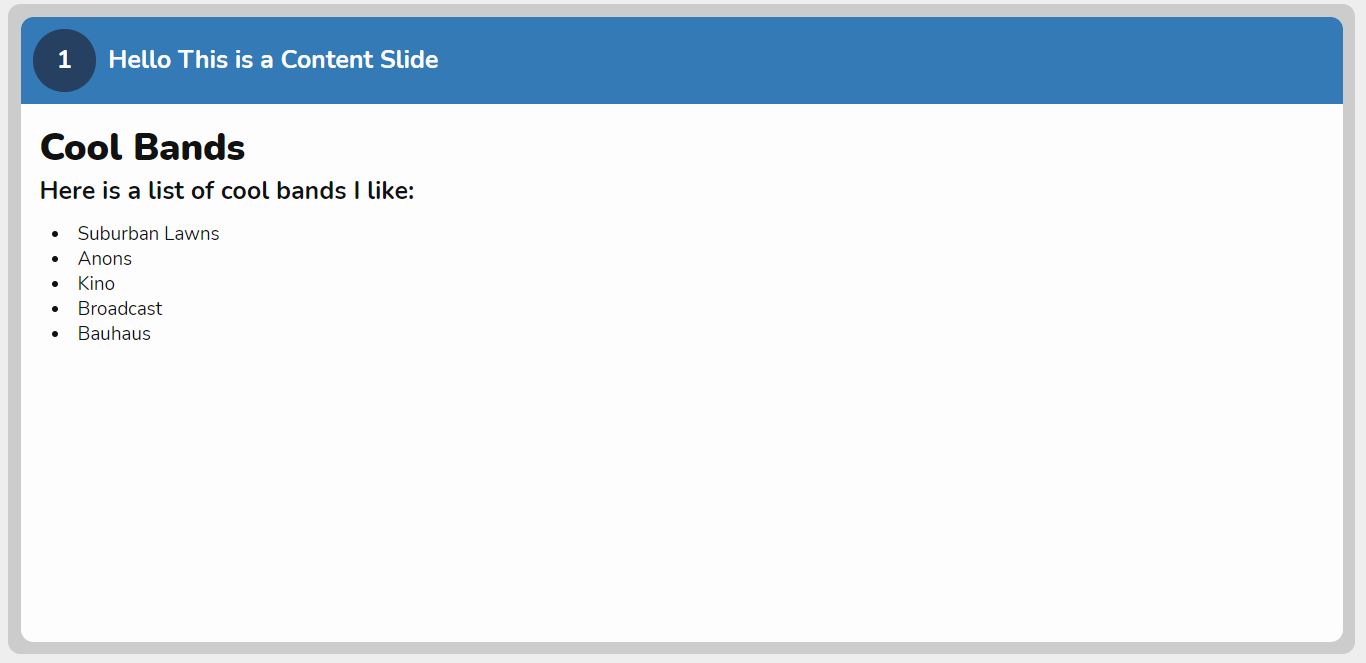 1
Hello This is a Content Slide
Cool Bands
Here is a list of cool bands I like:
Suburban Lawns
Anons
Kino
Broadcast
Bauhaus